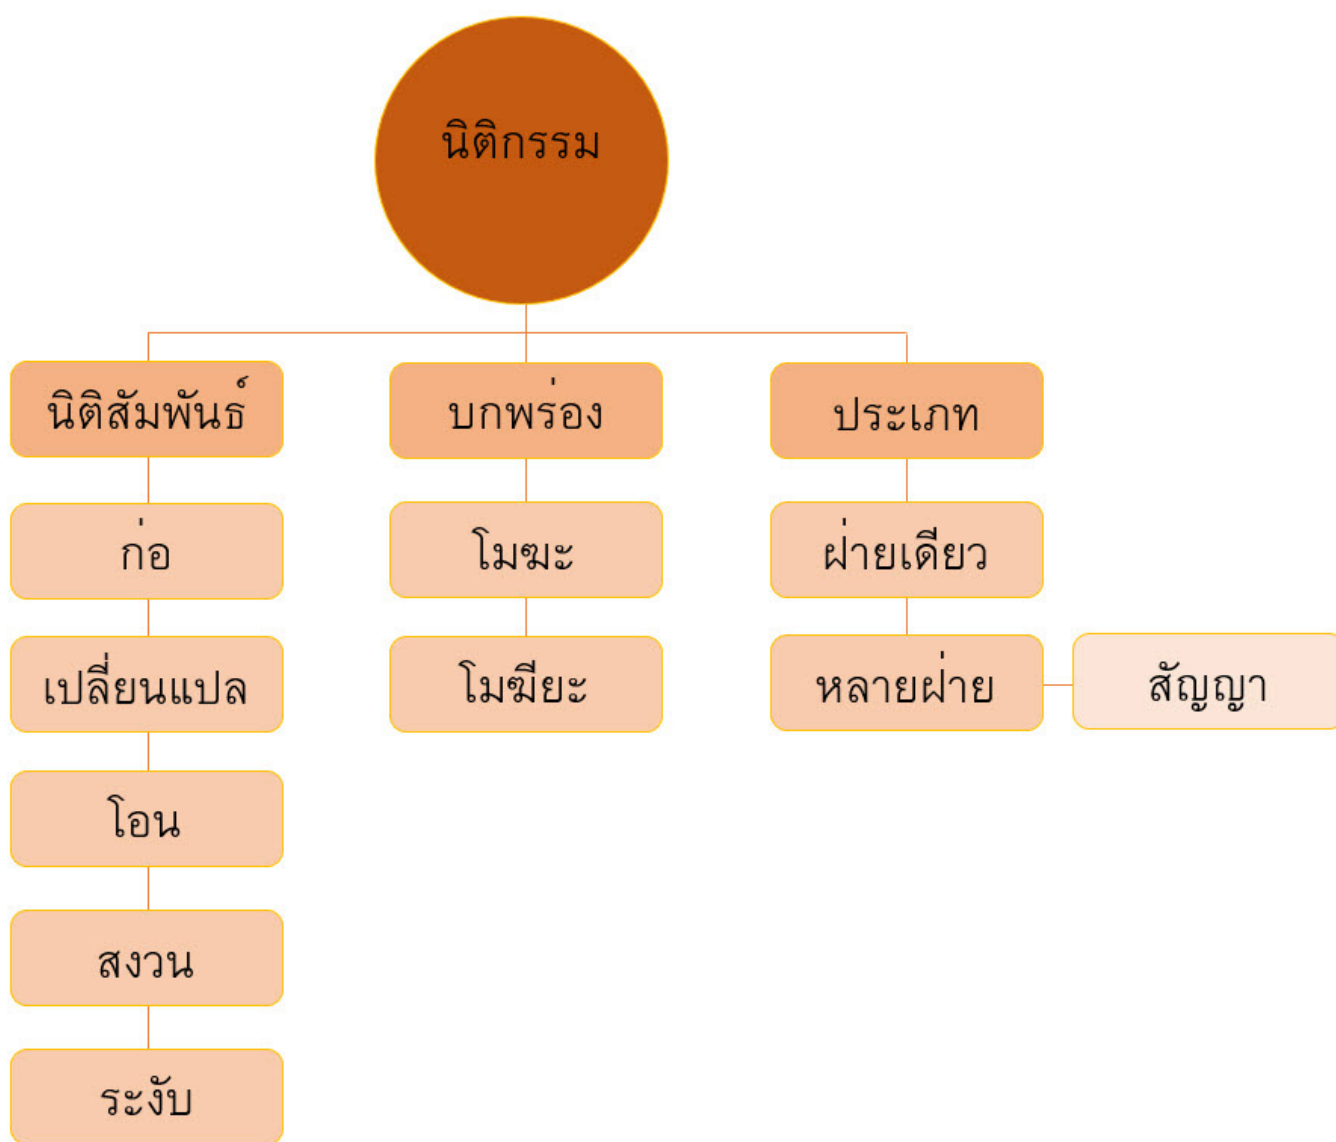 นิติกรรม
นิติสัมพันธ์
ก่อ
เปลี่ยนแปล
โอน
สงวน
ระงับ
บกพร่อง
โมฆะ
โมฆียะ
ประเภท
ฝ่ายเดียว
หลายฝ่าย
สัญญา